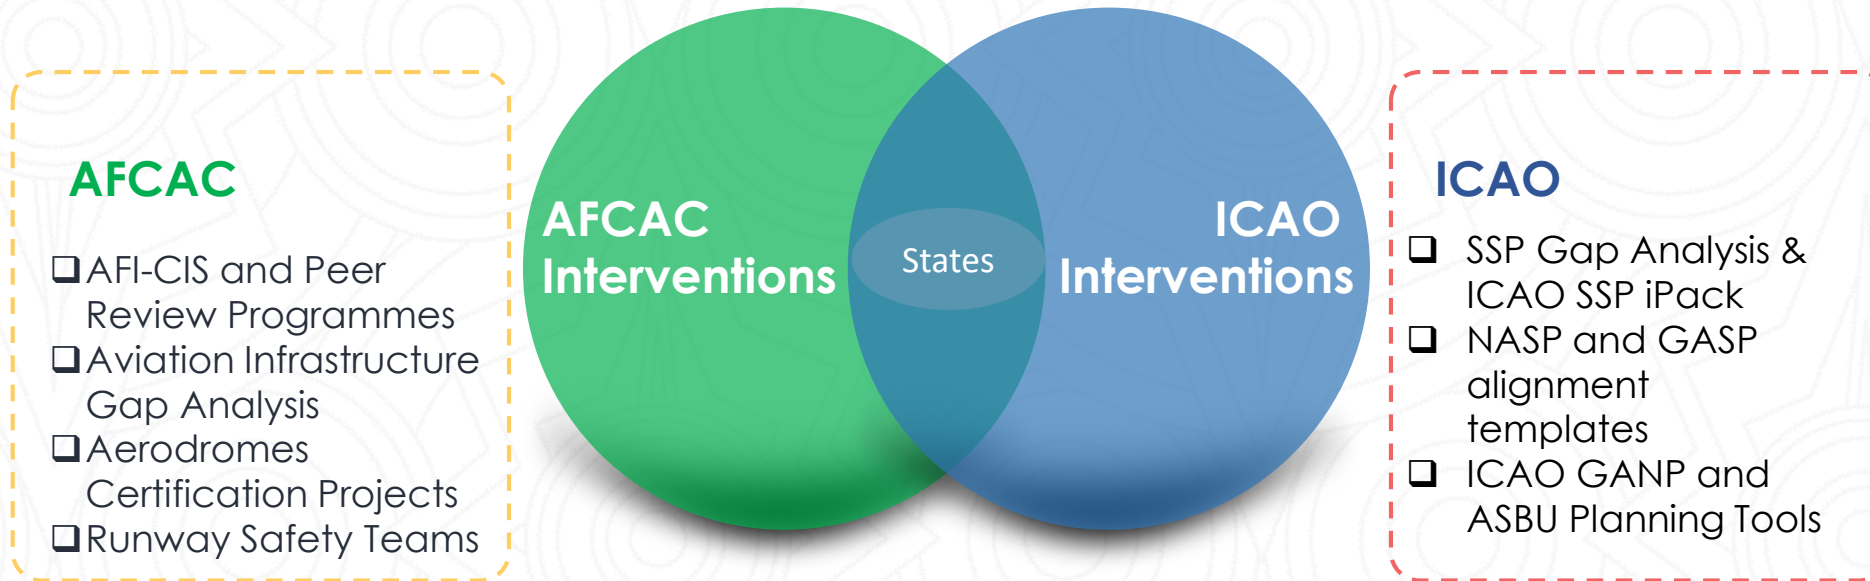 AFCAC
❑AFI-CIS and Peer
Review Programmes
❑Aviation Infrastructure
Gap Analysis
❑Aerodromes
Certification Projects
❑Runway Safety Teams
AFCAC
Interventions
States
ICAO
Interventions
ICAO
❑ SSP Gap Analysis &
ICAO SSP iPack
❑ NASP and GASP
alignment
templates
❑ ICAO GANP and
ASBU Planning Tools